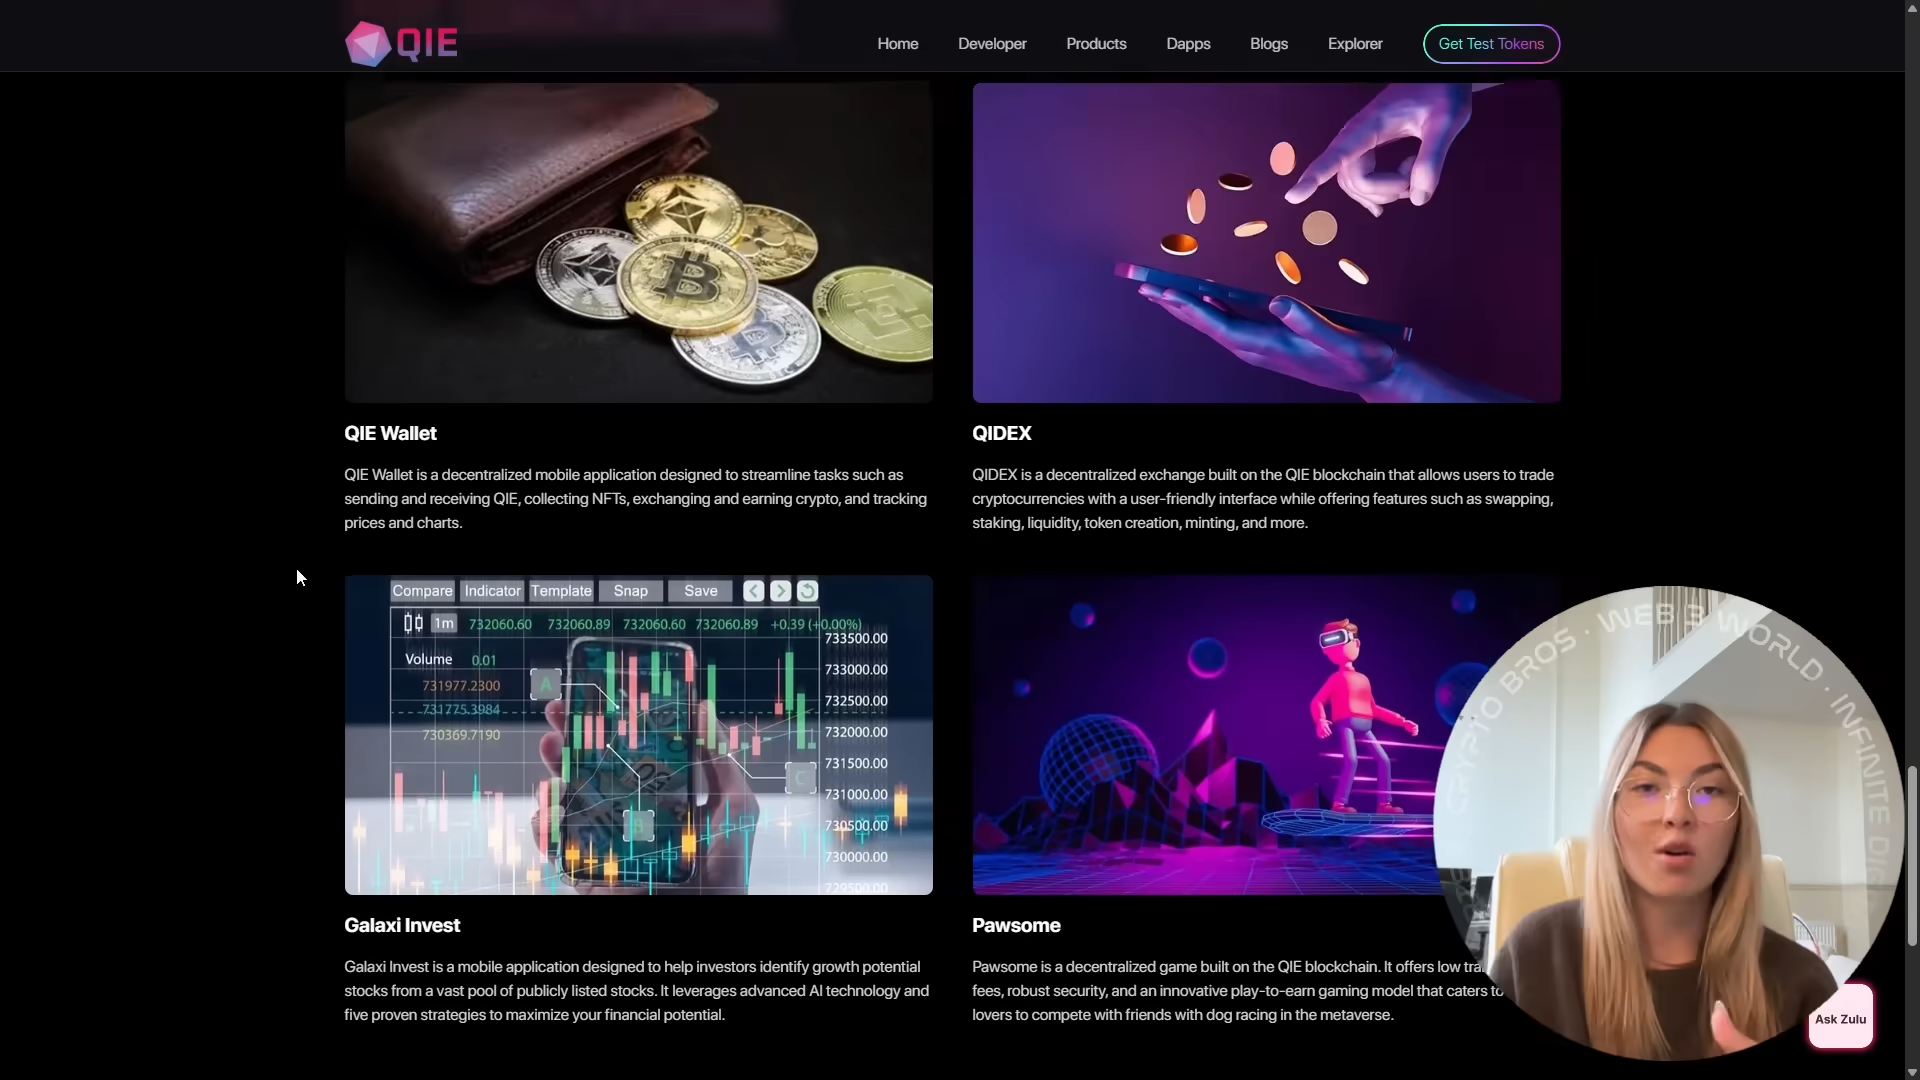 QIE
Home
Developer
Products
Dapps
Blogs
Explorer
Get Test Tokens
QIE Wallet
QIE Wallet is a decentralized mobile application designed to streamline tasks such as
sending and receiving QIE, collecting NFTs, exchanging and earning crypto, and tracking
prices and charts.
QIDEX
QIDEX is a decentralized exchange built on the QIE blockchain that allows users to trade
cryptocurrencies with a user-friendly interface while offering features such as swapping,
staking, liquidity, token creation, minting, and more.
Compare Indicator Template Snap Save
1m 732060.60 732060.89 732060.60 732060.89 +0.39 (+0.00%)
Volume 0.01
731977.2300
731775.3984
730369.7190
A
B
C
733500.00
733000.00
732500.00
732000.00
731500.00
731000.00
730500.00
730000.00
729500.00
Galaxi Invest
Galaxi Invest is a mobile application designed to help investors identify growth potential
stocks from a vast pool of publicly listed stocks. It leverages advanced AI technology and
five proven strategies to maximize your financial potential.
Pawsome
Pawsome is a decentralized game built on the QIE blockchain. It offers low
fees, robust security, and an innovative play-to-earn gaming model that caters to
lovers to compete with friends with dog racing in the metaverse.
CRYPTO BROS · WEB 3 WORLD · INFINITE
Ask Zulu